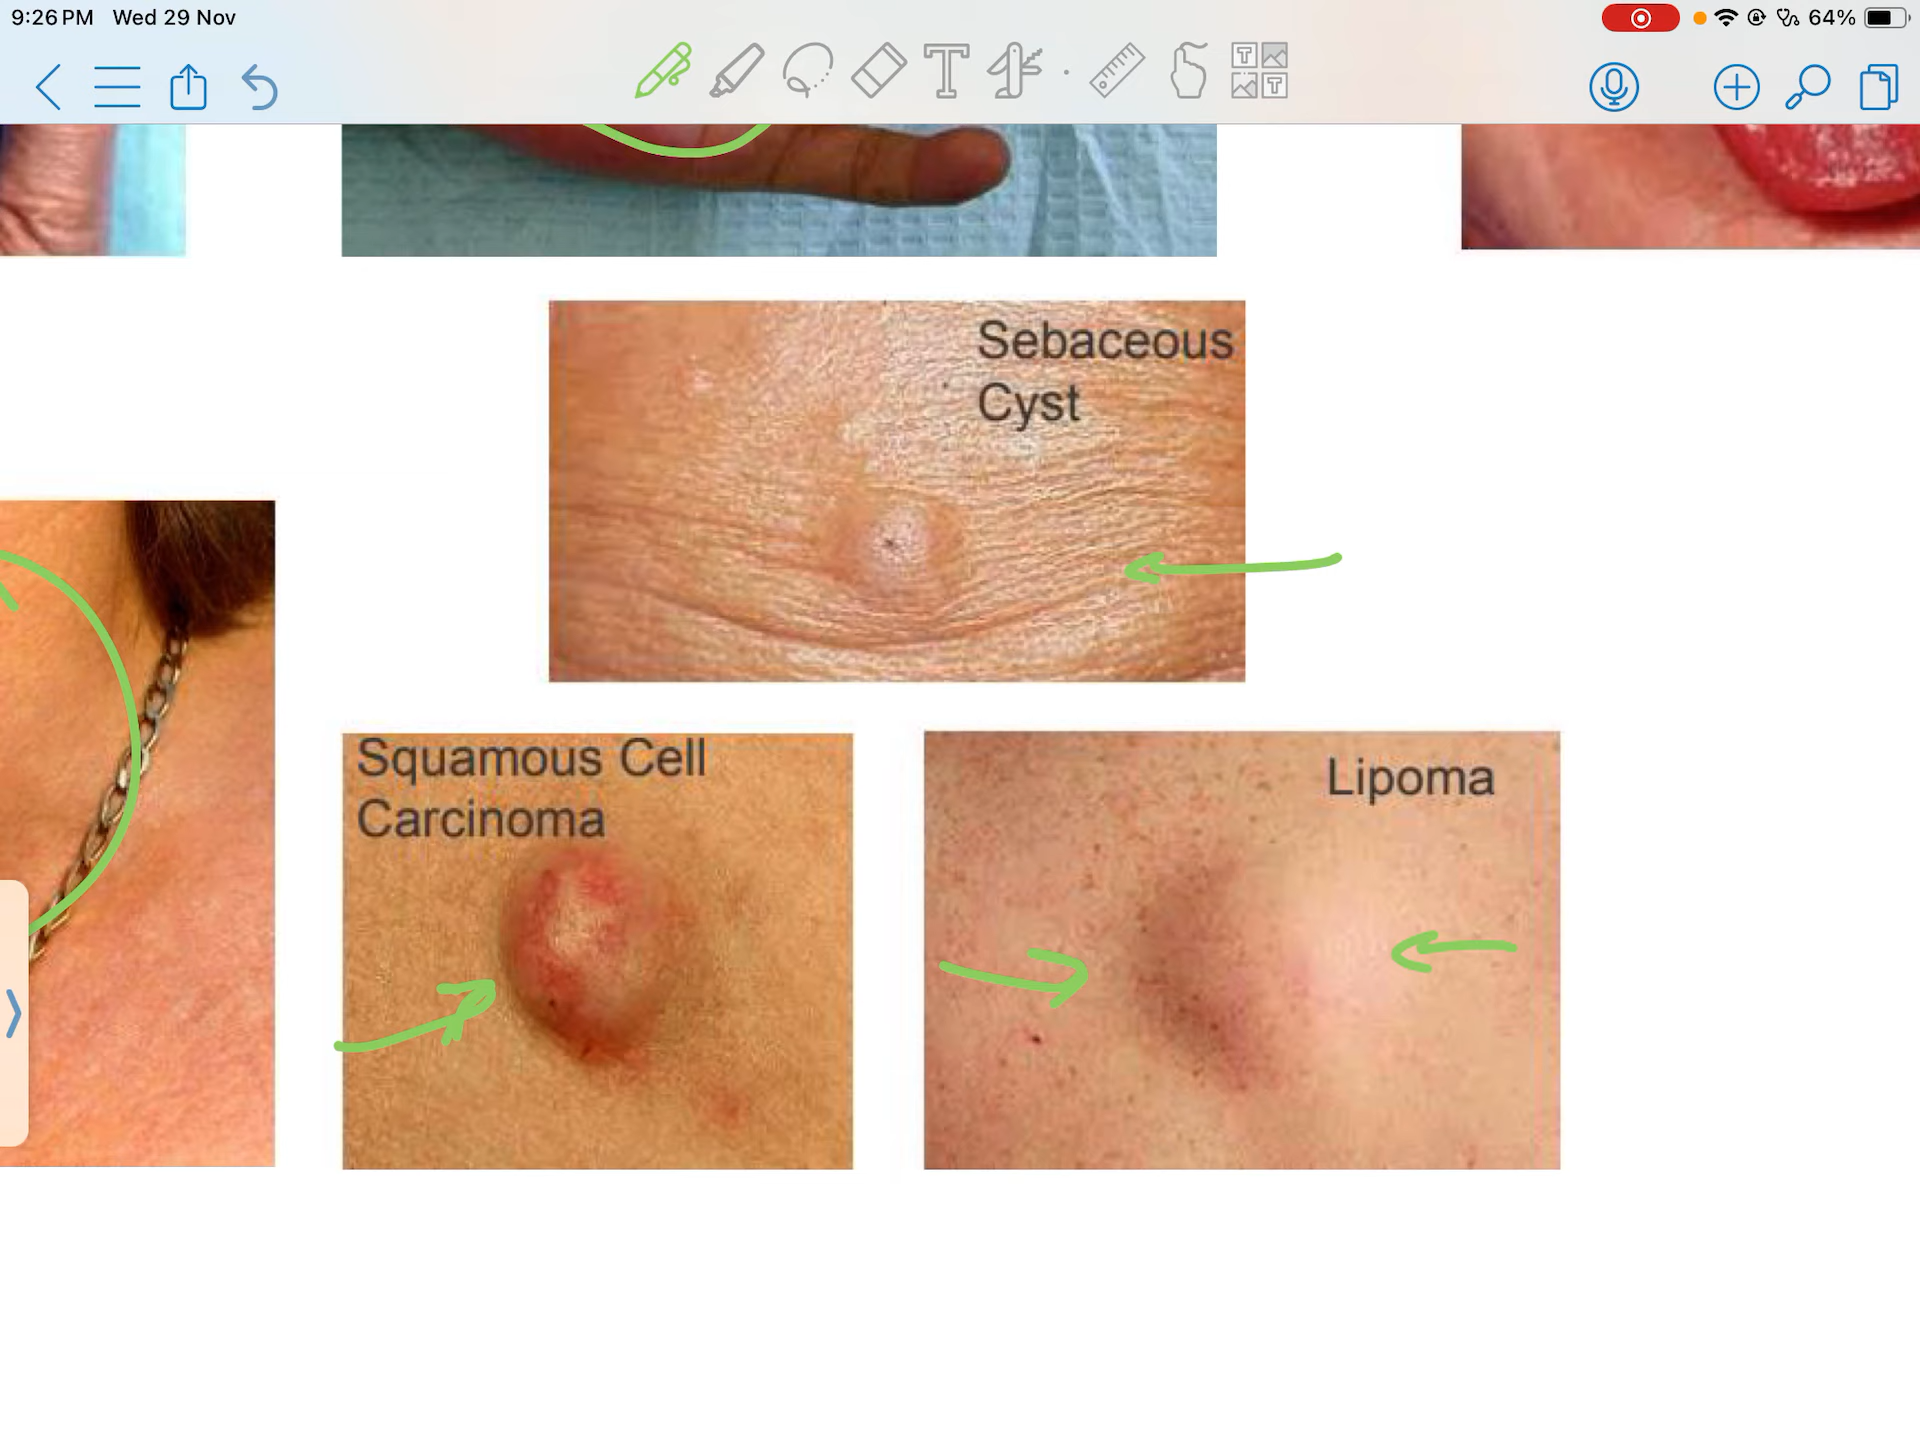 9:26 PM Wed 29 Nov
64%
Sebaceous
Cyst
Squamous Cell
Carcinoma
Lipoma